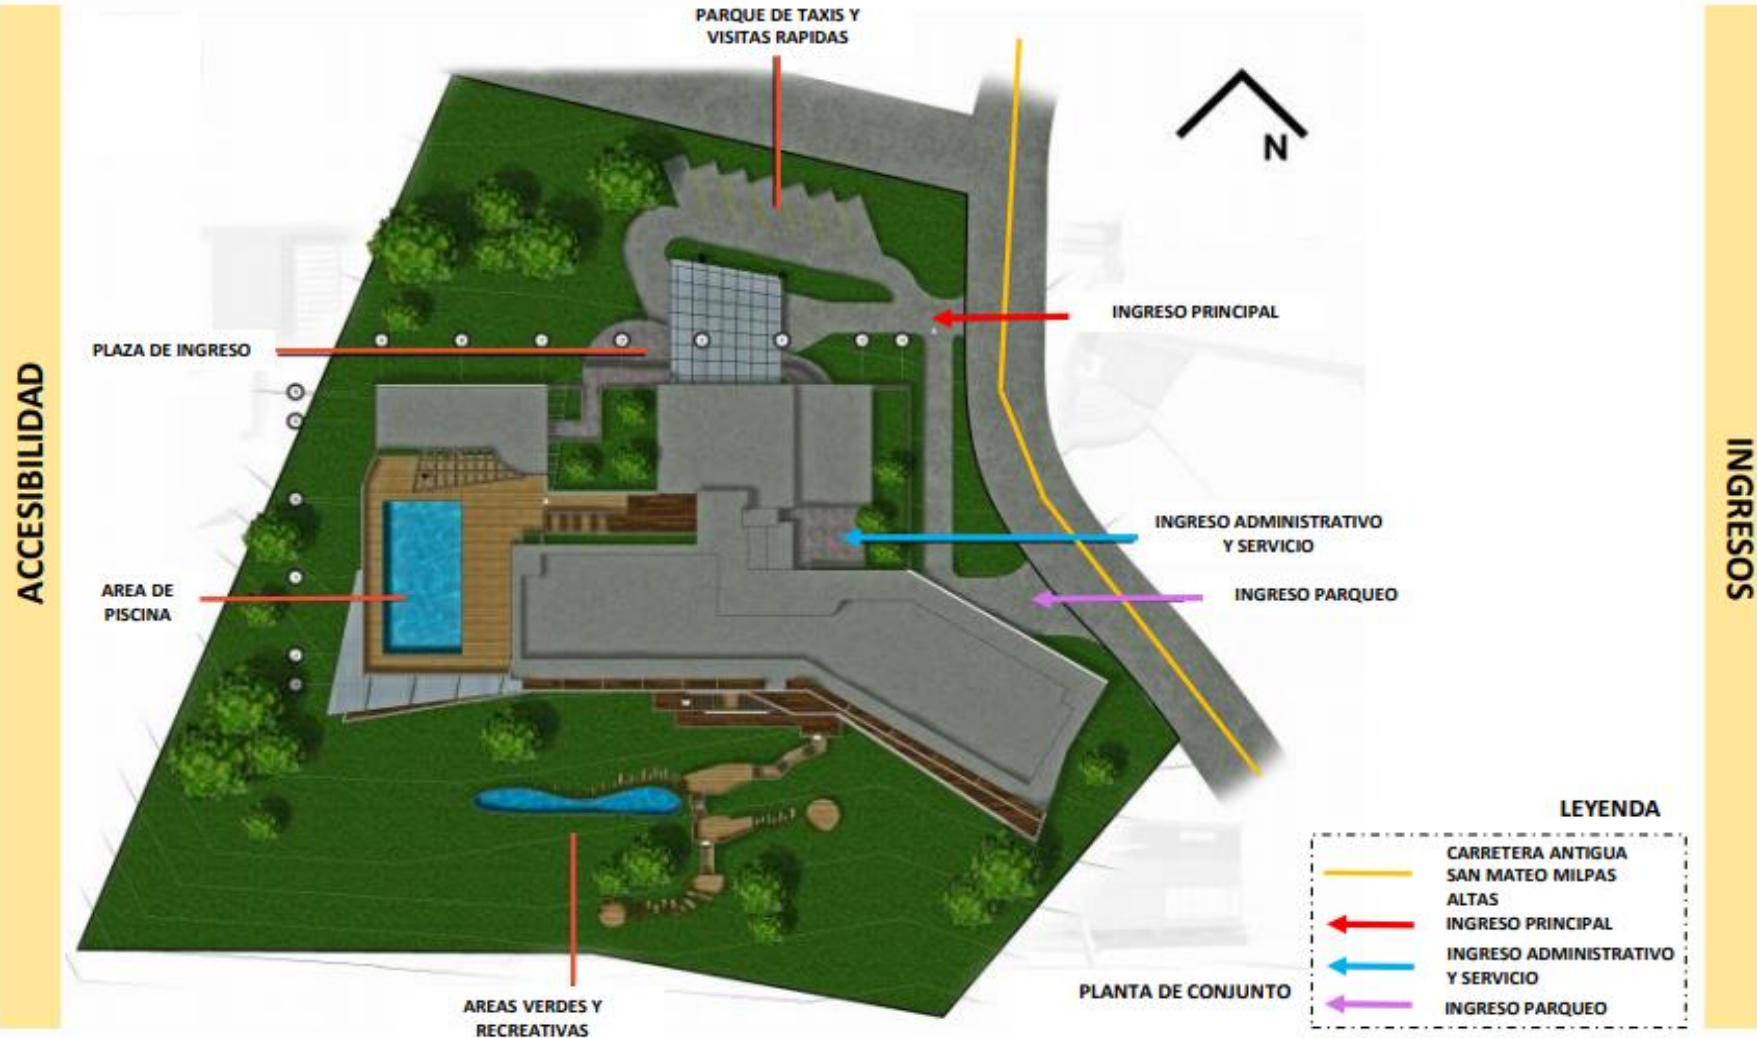 ACCESIBILIDAD
PARQUE DE TAXIS Y
VISITAS RAPIDAS
N
INGRESO PRINCIPAL
PLAZA DE INGRESO
INGRESO ADMINISTRATIVO
Y SERVICIO
AREA DE
PISCINA
INGRESO PARQUEO
INGRESOS
LEYENDA
CARRETERA ANTIGUA
SAN MATEO MILPAS
ALTAS
INGRESO PRINCIPAL
INGRESO ADMINISTRATIVO
Y SERVICIO
INGRESO PARQUEO
PLANTA DE CONJUNTO
AREAS VERDES Y
RECREATIVAS